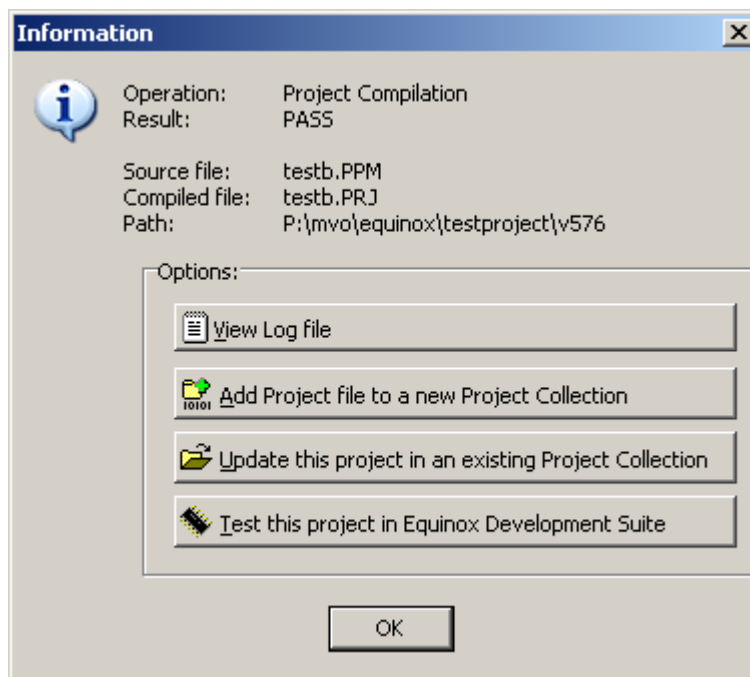 Information
Operation: Project Compilation
Result: PASS
Source file: testb.PPM
Compiled file: testb.PRJ
Path: P:\mvo\equinox\testproject\v576
Options:
View Log file
10101 Add Project file to a new Project Collection
Update this project in an existing Project Collection
Test this project in Equinox Development Suite
OK